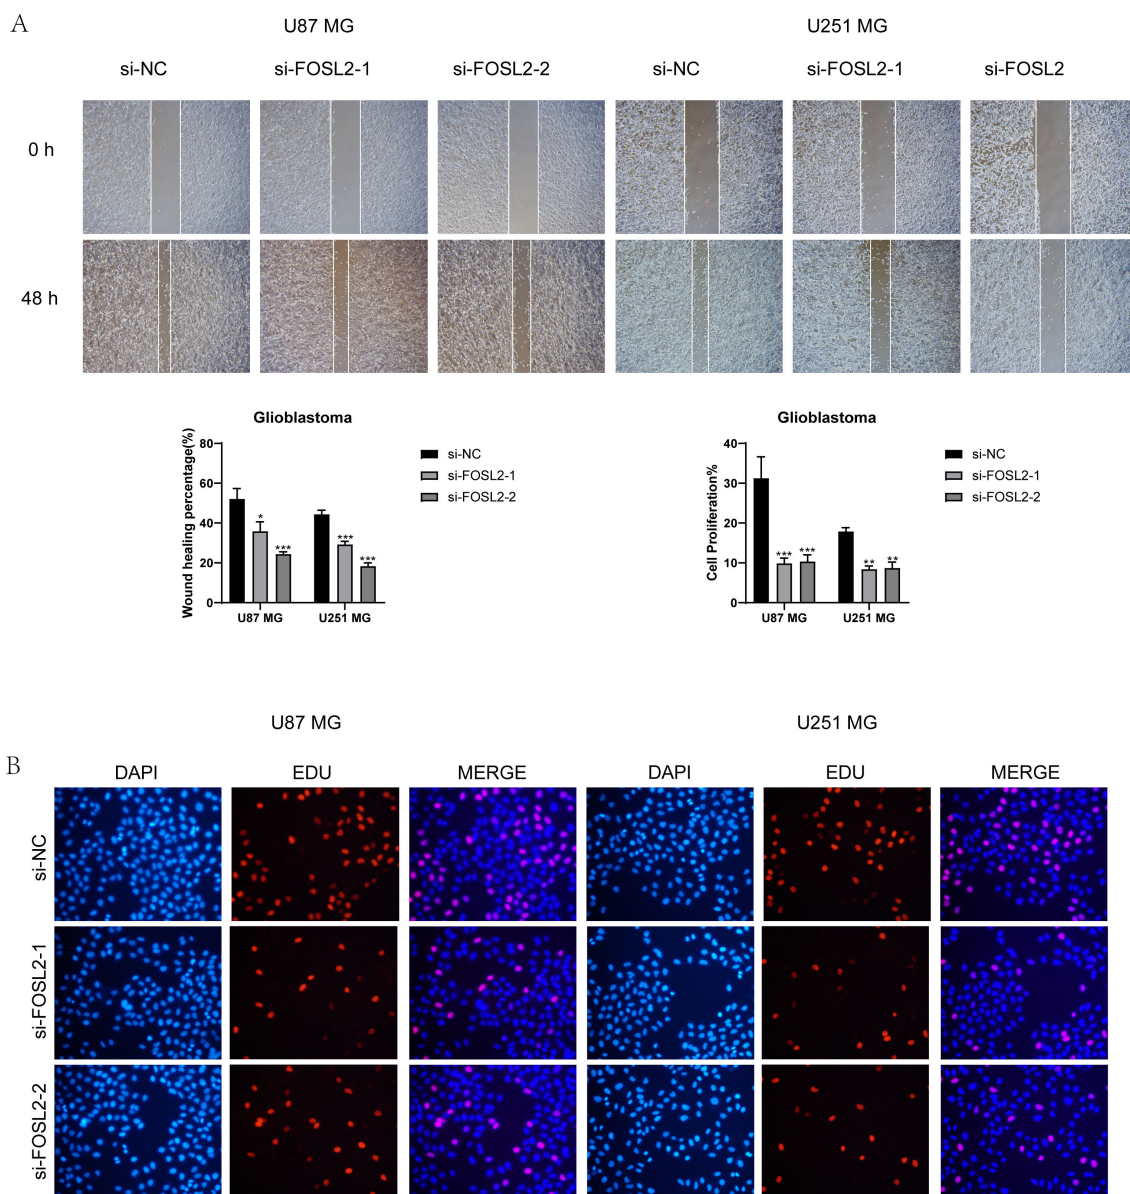 A
U87 MG
U251 MG
si-NC
si-FOSL2-1
si-FOSL2-2
si-NC
si-FOSL2-1
si-FOSL2
0 h
48 h
Glioblastoma
Wound healing percentage(%)
80
60
40
20
0
*
***
***
***
U87 MG
U251 MG
si-NC
si-FOSL2-1
si-FOSL2-2
Glioblastoma
Cell Proliferation%
40
30
20
10
0
***
***
**
**
U87 MG
U251 MG
si-NC
si-FOSL2-1
si-FOSL2-2
B
U87 MG
U251 MG
DAPI
EDU
MERGE
DAPI
EDU
MERGE
si-NC
si-FOSL2-1
si-FOSL2-2